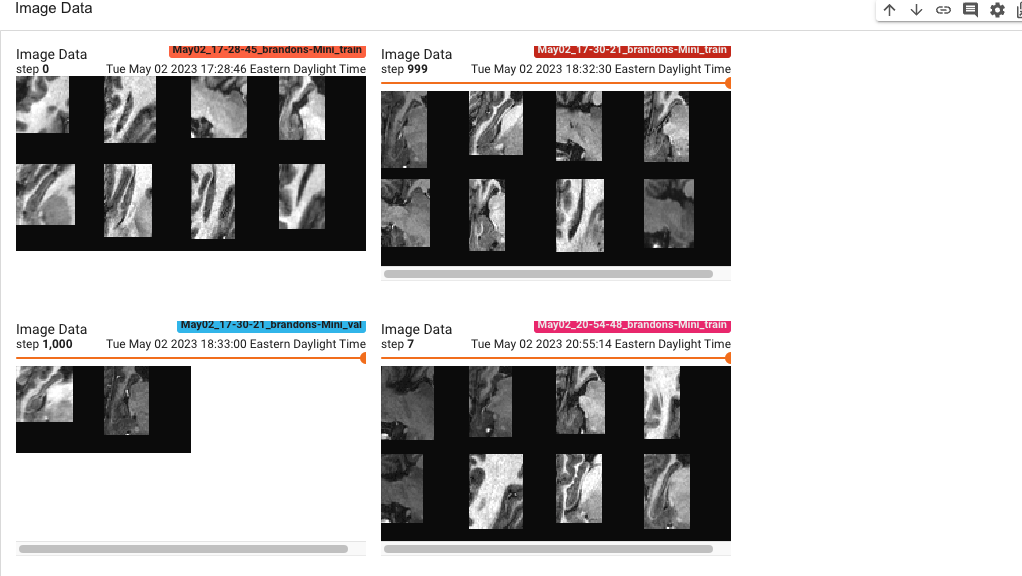 Image Data
Image Data
May02_17-28-45_brandons-Mini_train
step 0
Tue May 02 2023 17:28:46 Eastern Daylight Time
Image Data
May02_17-30-21_brandons-Mini_train
step 999
Tue May 02 2023 18:32:30 Eastern Daylight Time
Image Data
May02_17-30-21_brandons-Mini_val
step 1,000
Tue May 02 2023 18:33:00 Eastern Daylight Time
Image Data
May02_20-54-48_brandons-Mini_train
step 7
Tue May 02 2023 20:55:14 Eastern Daylight Time